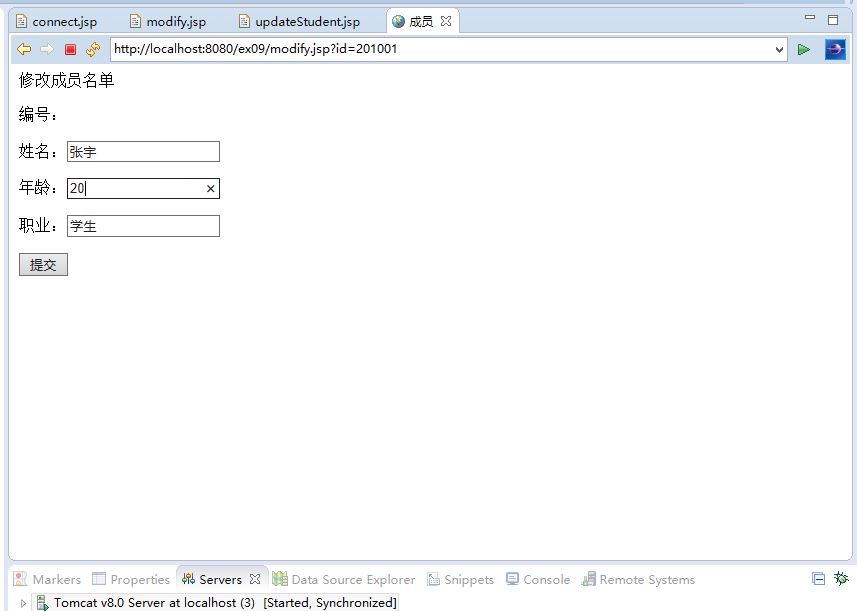 connect.jsp modify.jsp updateStudent.jsp 成员
http://localhost:8080/ex09/modify.jsp?id=201001
修改成员名单
编号：
姓名：张宇
年龄：20
职业：学生
提交
Markers Properties Servers Data Source Explorer Snippets Console Remote Systems
Tomcat v8.0 Server at localhost (3) [Started, Synchronized]